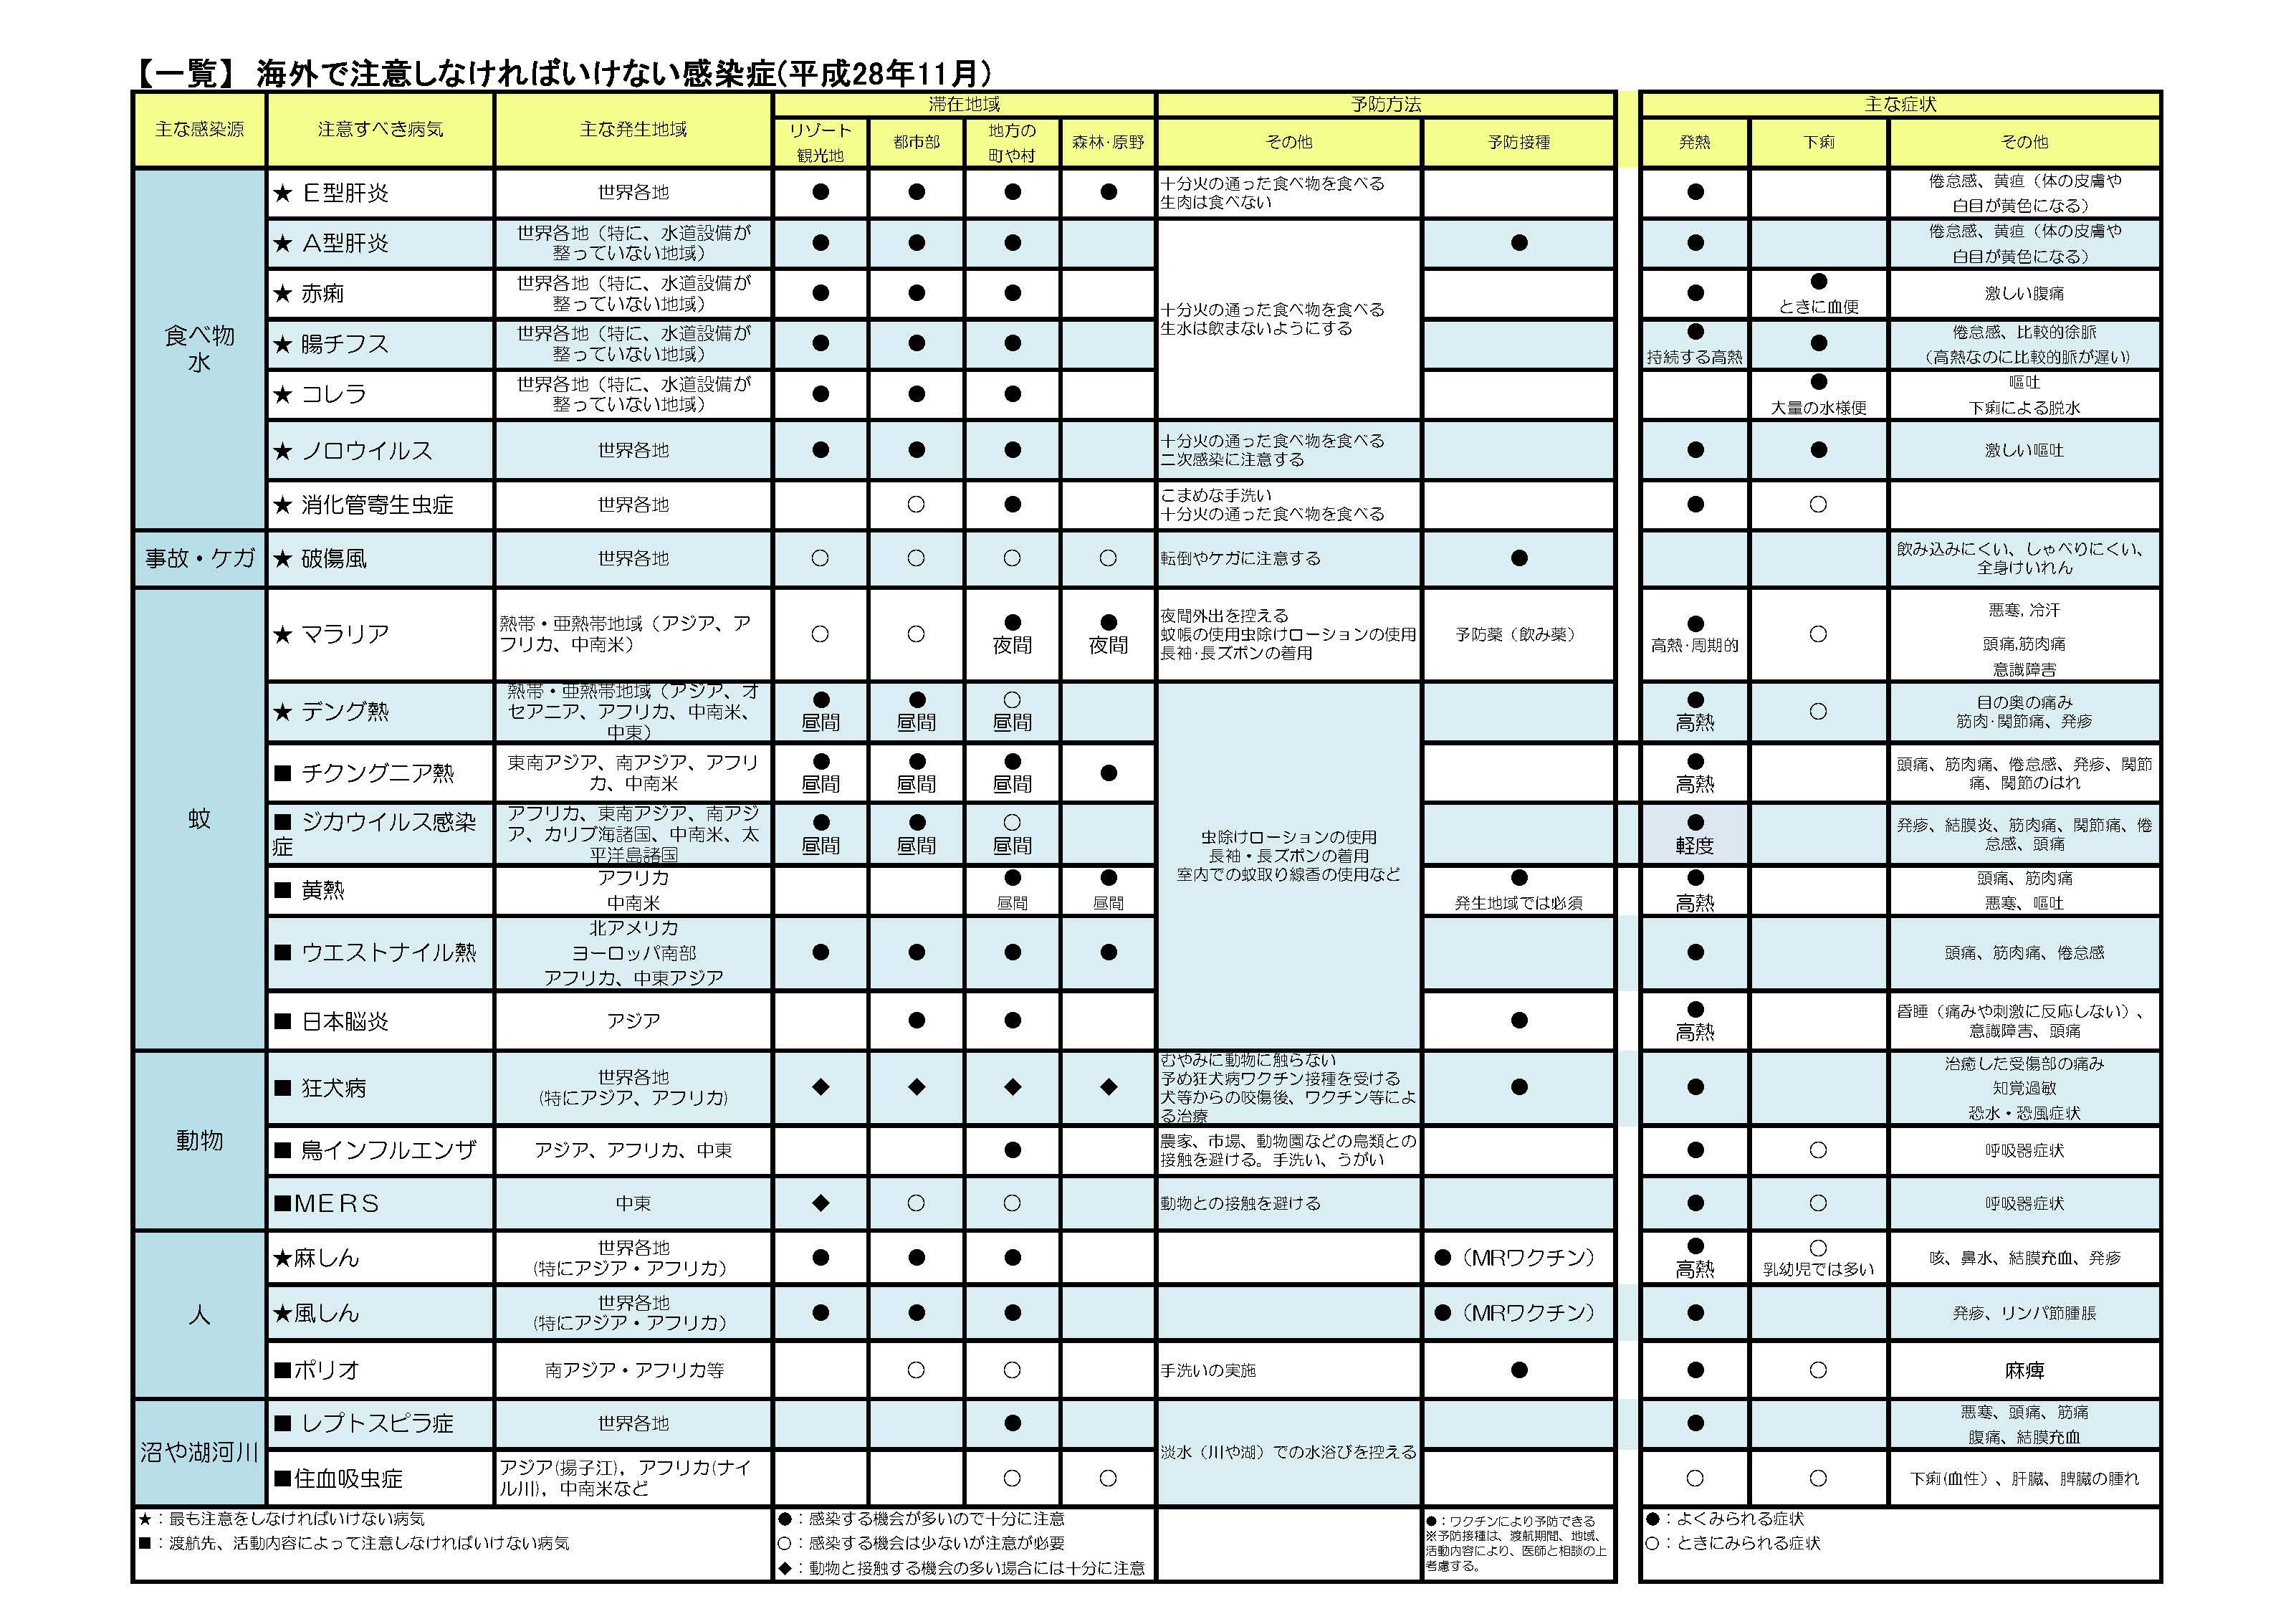 【一覧】 海外で注意しなければいけない感染症(平成28年11月)
主な感染源 注意すべき病気 主な発生地域 滞在地域 予防方法 主な症状
リゾート
観光地
都市部
地方の
町や村
森林･原野 その他 予防接種 発熱 下痢 その他
食べ物
水
★ E型肝炎 世界各地 ● ● ● ● 十分火の通った食べ物を食べる
生肉は食べない
● 倦怠感、黄疸（体の皮膚や
白目が黄色になる）
★ A型肝炎 世界各地（特に、水道設備が
整っていない地域）
● ● ● ● ● 倦怠感、黄疸（体の皮膚や
白目が黄色になる）
十分火の通った食べ物を食べる
生水は飲まないようにする
★ 赤痢 世界各地（特に、水道設備が
整っていない地域）
● ● ● ● ●
ときに血便
激しい腹痛
★ 腸チフス 世界各地（特に、水道設備が
整っていない地域）
● ● ● ●
持続する高熱
● 倦怠感、比較的徐脈
（高熱なのに比較的脈が遅い)
★ コレラ 世界各地（特に、水道設備が
整っていない地域）
● ● ● ●
大量の水様便
嘔吐
下痢による脱水
★ ノロウイルス 世界各地 ● ● ● 十分火の通った食べ物を食べる
二次感染に注意する
● ● 激しい嘔吐
★ 消化管寄生虫症 世界各地 ○ ● こまめな手洗い
十分火の通った食べ物を食べる
● ○
事故・ケガ ★ 破傷風 世界各地 ○ ○ ○ ○ 転倒やケガに注意する ● 飲み込みにくい、しゃべりにくい、
全身けいれん
蚊
★ マラリア 熱帯・亜熱帯地域（アジア、ア
フリカ、中南米）
○ ○ ●
夜間
●
夜間
夜間外出を控える
蚊帳の使用虫除けローションの使用
長袖･長ズボンの着用
予防薬（飲み薬） ●
高熱･周期的
○ 悪寒, 冷汗
頭痛,筋肉痛
意識障害
★ デング熱 熱帯・亜熱帯地域（アジア、オ
セアニア、アフリカ、中南米、
中東）
●
昼間
●
昼間
○
昼間
●
高熱
○ 目の奥の痛み
筋肉･関節痛、発疹
■ チクングニア熱 東南アジア、南アジア、アフリ
カ、中南米
●
昼間
●
昼間
●
昼間
● ●
高熱
頭痛、筋肉痛、倦怠感、発疹、関節
痛、関節のはれ
■ ジカウイルス感染
症
アフリカ、東南アジア、南アジ
ア、カリブ海諸国、中南米、太
平洋島諸国
●
昼間
●
昼間
○
昼間
虫除けローションの使用
長袖・長ズボンの着用
室内での蚊取り線香の使用など
●
軽度
発疹、結膜炎、筋肉痛、関節痛、倦
怠感、頭痛
■ 黄熱 アフリカ
中南米
●
昼間
●
昼間
●
発生地域では必須
●
高熱
頭痛、筋肉痛
悪寒、嘔吐
■ ウエストナイル熱 北アメリカ
ヨーロッパ南部
アフリカ、中東アジア
● ● ● ● ● 頭痛、筋肉痛、倦怠感
■ 日本脳炎 アジア ● ● ● ●
高熱
昏睡（痛みや刺激に反応しない）、
意識障害、頭痛
動物
■ 狂犬病 世界各地
(特にアジア、アフリカ)
◆ ◆ ◆ ◆ むやみに動物に触らない
予め狂犬病ワクチン接種を受ける
犬等からの咬傷後、ワクチン等によ
る治療
● ● 治癒した受傷部の痛み
知覚過敏
恐水・恐風症状
■ 鳥インフルエンザ アジア、アフリカ、中東 ● 農家、市場、動物園などの鳥類との
接触を避ける。手洗い、うがい
● ○ 呼吸器症状
■MERS 中東 ◆ ○ ○ 動物との接触を避ける ● ○ 呼吸器症状
人
★麻しん 世界各地
(特にアジア・アフリカ）
● ● ● ●（MRワクチン） ●
高熱
○
乳幼児では多い
咳、鼻水、結膜充血、発疹
★風しん 世界各地
(特にアジア・アフリカ）
● ● ● ●（MRワクチン） ● 発疹、リンパ節腫脹
■ポリオ 南アジア・アフリカ等 ○ ○ 手洗いの実施 ● ● ○ 麻痺
沼や湖河川
■ レプトスピラ症 世界各地 ● ● 悪寒、頭痛、筋痛
腹痛、結膜充血
淡水（川や湖）での水浴びを控える
■住血吸虫症 アジア(揚子江)，アフリカ(ナイ
ル川)，中南米など
○ ○ ○ ○ 下痢(血性）、肝臓、脾臓の腫れ
★：最も注意をしなければいけない病気
■：渡航先、活動内容によって注意しなければいけない病気
●：感染する機会が多いので十分に注意
○：感染する機会は少ないが注意が必要
◆：動物と接触する機会の多い場合には十分に注意
●：ワクチンにより予防できる
※予防接種は、渡航期間、地域、
活動内容により、医師と相談の上
考慮する。
●：よくみられる症状
○：ときにみられる症状